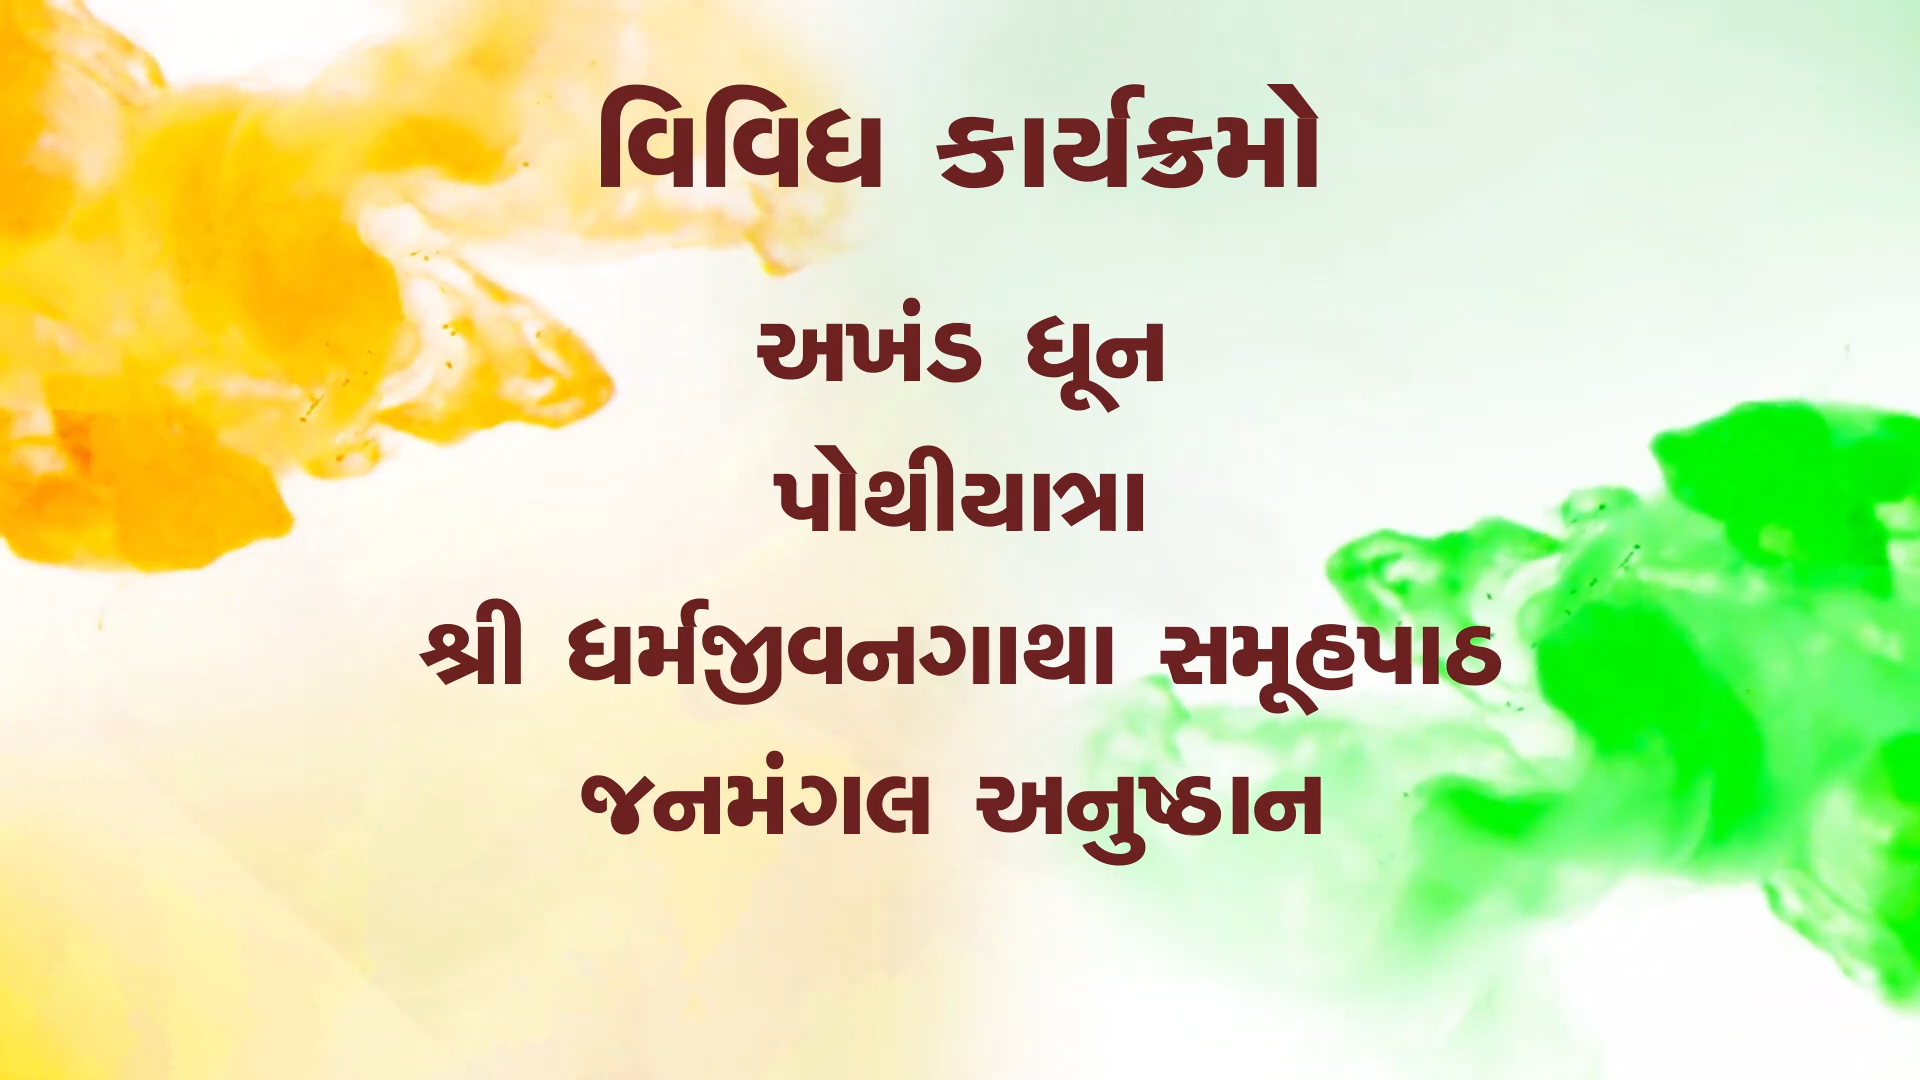 વિવિધ કાર્યક્રમો
અખંડ ધૂન
પોથીયાત્રા
શ્રી ધર્મજીવનગાથા સમૂહપાઠ
જનમંગલ અનુષ્ઠાન